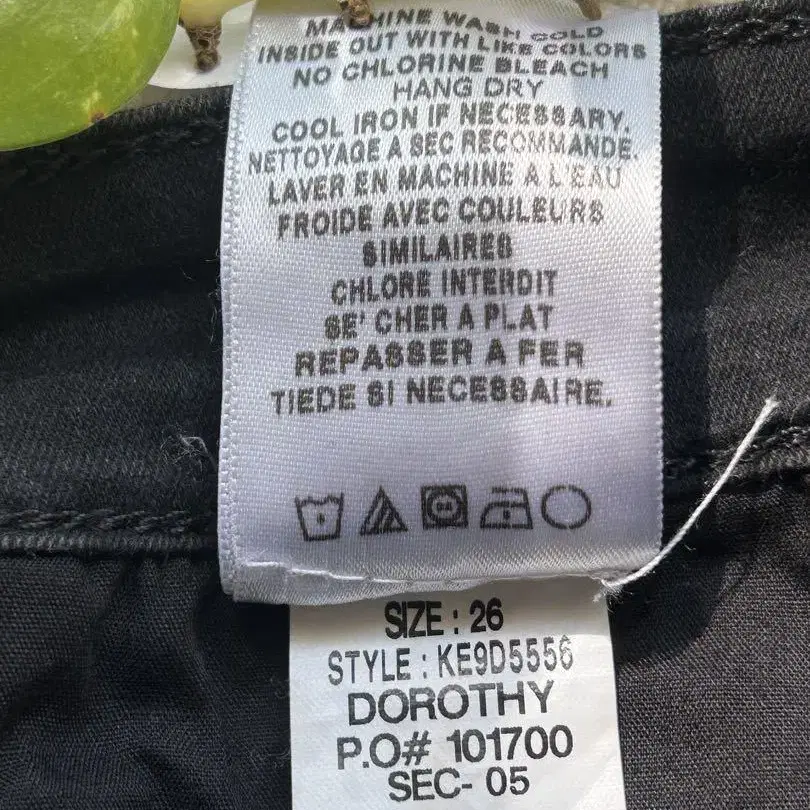 MACHINE WASH COLD
INSIDE OUT WITH LIKE COLORS
NO CHLORINE BLEACH
HANG DRY
COOL IRON IF NECESSARY.
NETTOYAGE A SEC RECOMMANDE.
LAVER EN MACHINE A L'EAU
FROIDE AVEC COULEURS
SIMILAIRES
CHLORE INTERDIT
SE' CHER A PLAT
REPASSER A FER
TIEDE SI NECESSAIRE.
SIZE : 26
STYLE : KE9D5556
DOROTHY
P.O# 101700
SEC- 05